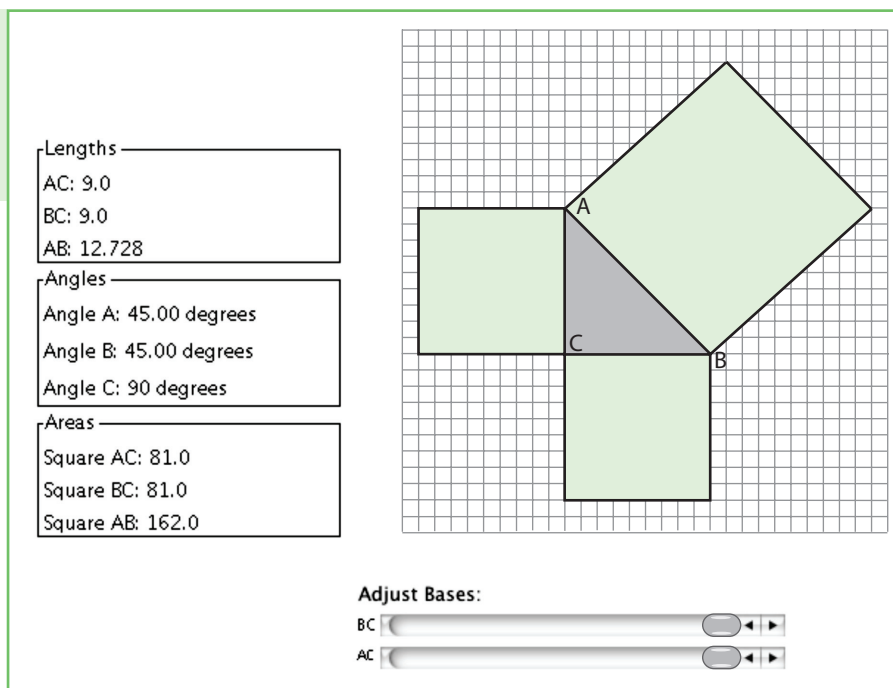 Lengths
AC: 9.0
BC: 9.0
AB: 12.728
Angles
Angle A: 45.00 degrees
Angle B: 45.00 degrees
Angle C: 90 degrees
Areas
Square AC: 81.0
Square BC: 81.0
Square AB: 162.0
A
C
B
Adjust Bases:
BC
AC